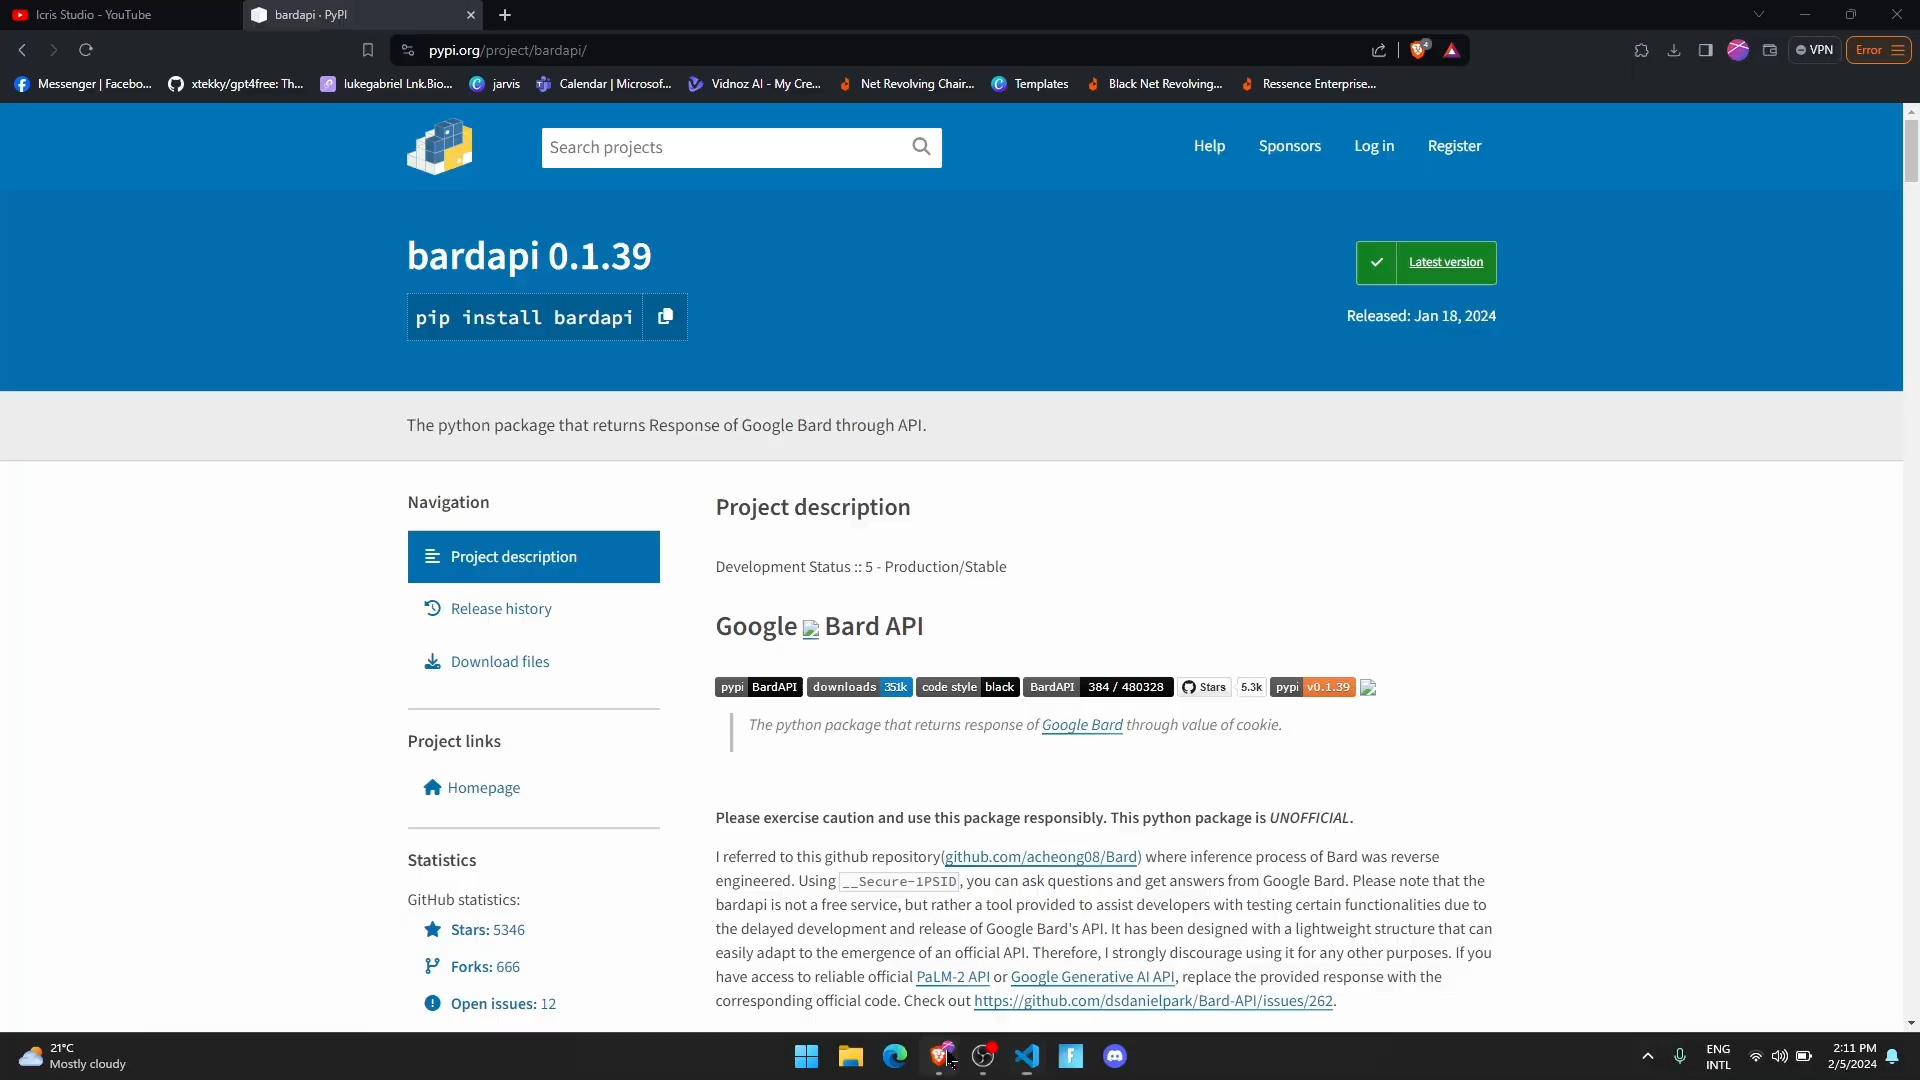 Icris Studio - YouTube
bardapi · PyPI
pypi.org/project/bardapi/
4
VPN
Error
Messenger | Facebo...
xtekky/gpt4free: Th...
lukegabriel Lnk.Bio...
jarvis
Calendar | Microsof...
Vidnoz AI - My Cre...
Net Revolving Chair...
Templates
Black Net Revolving...
Ressence Enterprise...
Search projects
Help
Sponsors
Log in
Register
bardapi 0.1.39
Latest version
pip install bardapi
Released: Jan 18, 2024
The python package that returns Response of Google Bard through API.
Navigation
Project description
Release history
Download files
Project links
Homepage
Statistics
GitHub statistics:
Stars: 5346
Forks: 666
Open issues: 12
Project description
Development Status :: 5 - Production/Stable
Google Bard API
pypi BardAPI downloads 351k code style black BardAPI 384 / 480328 Stars 5.3k pypi v0.1.39
The python package that returns response of Google Bard through value of cookie.
Please exercise caution and use this package responsibly. This python package is UNOFFICIAL.
I referred to this github repository(github.com/acheong08/Bard) where inference process of Bard was reverse
engineered. Using __Secure-1PSID, you can ask questions and get answers from Google Bard. Please note that the
bardapi is not a free service, but rather a tool provided to assist developers with testing certain functionalities due to
the delayed development and release of Google Bard's API. It has been designed with a lightweight structure that can
easily adapt to the emergence of an official API. Therefore, I strongly discourage using it for any other purposes. If you
have access to reliable official PaLM-2 API or Google Generative AI API, replace the provided response with the
corresponding official code. Check out https://github.com/dsdanielpark/Bard-API/issues/262.
21°C
Mostly cloudy
ENG
INTL
2:11 PM
2/5/2024